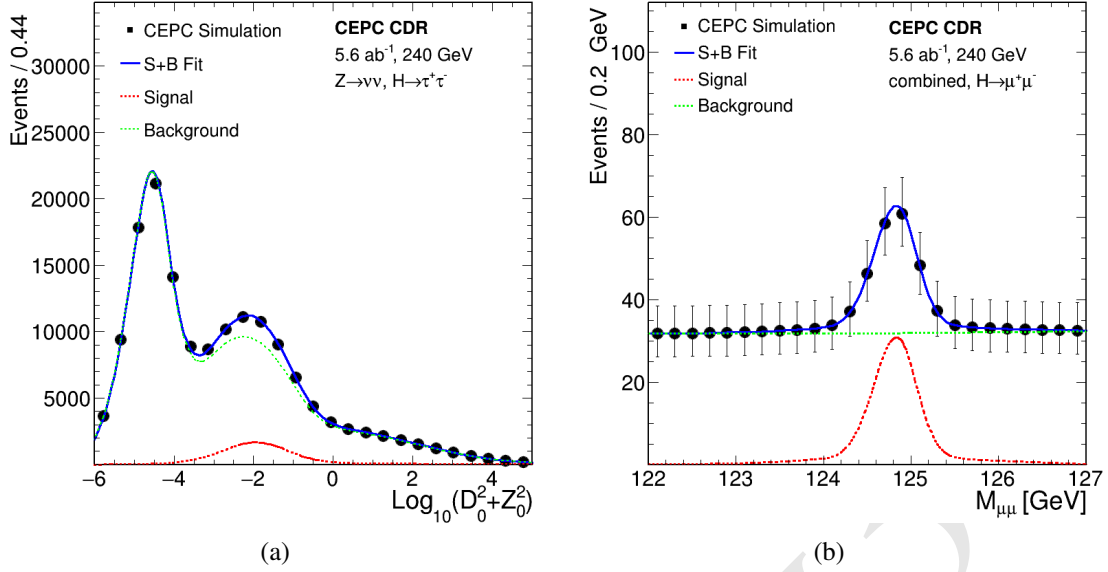 Events / 0.44
35000
30000
25000
20000
15000
10000
5000
CEPC Simulation
S+B Fit
Signal
Background
CEPC CDR
5.6 ab⁻¹, 240 GeV
Z→νν, H→τ⁺τ⁻
−6 −4 −2 0 2 4
Log₁₀(D₀²+Z₀²)
(a)
Events / 0.2 GeV
100
80
60
40
20
CEPC Simulation
S+B Fit
Signal
Background
CEPC CDR
5.6 ab⁻¹, 240 GeV
combined, H→μ⁺μ⁻
122 123 124 125 126 127
M_μμ [GeV]
(b)